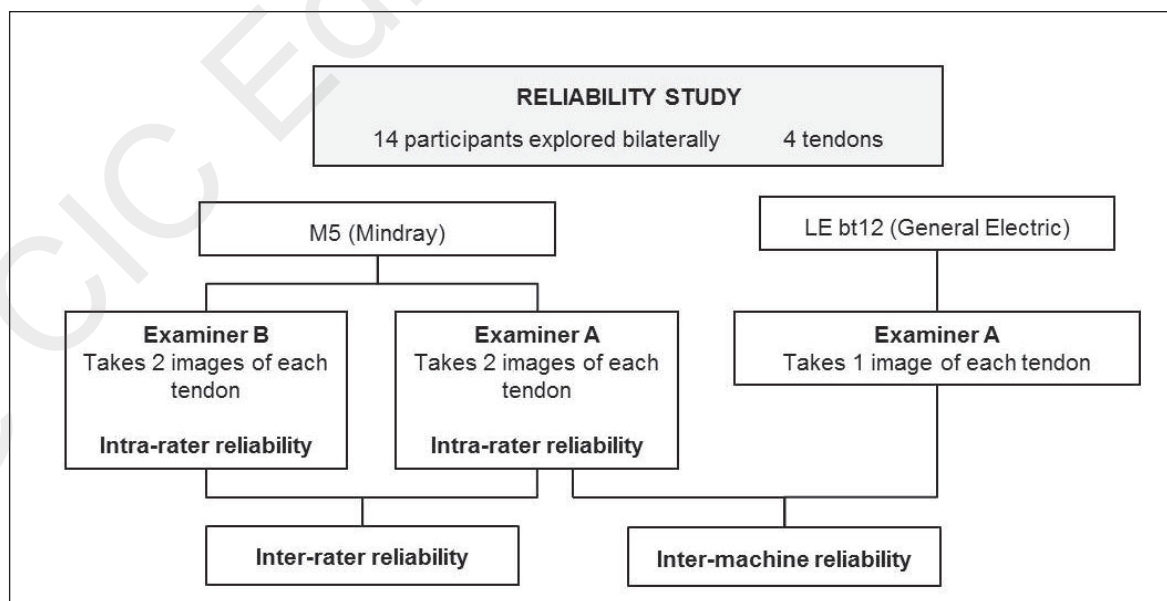 RELIABILITY STUDY
14 participants explored bilaterally 4 tendons
M5 (Mindray)
LE bt12 (General Electric)
Examiner B
Takes 2 images of each
tendon
Intra-rater reliability
Examiner A
Takes 2 images of each
tendon
Intra-rater reliability
Examiner A
Takes 1 image of each tendon
Inter-rater reliability
Inter-machine reliability